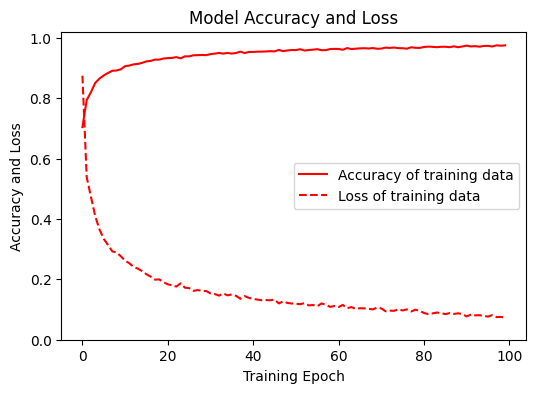 Model Accuracy and Loss
1.0
0.8
0.6
0.4
0.2
0.0
Accuracy and Loss
Accuracy of training data
Loss of training data
0 20 40 60 80 100
Training Epoch